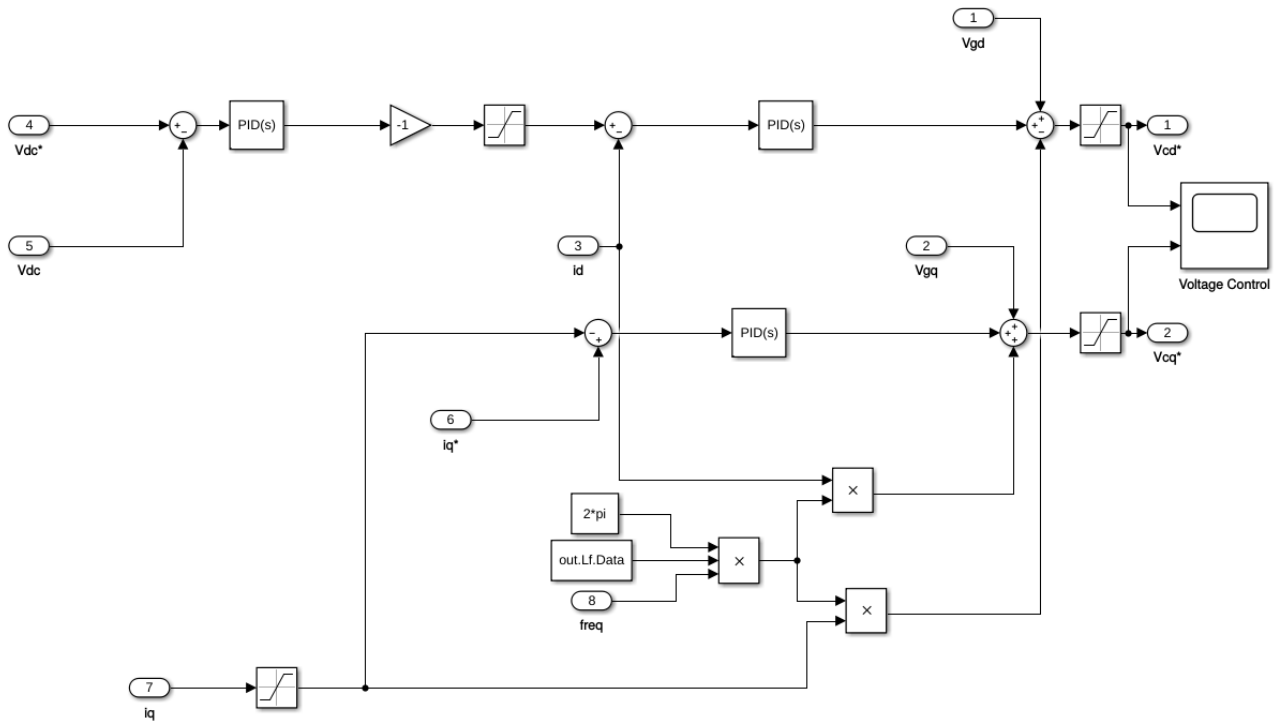 1
Vgd
4
Vdc*
+
−
PID(s)
-1
+
−
PID(s)
+
+
−
1
Vcd*
5
Vdc
3
id
2
Vgq
Voltage Control
−
+
PID(s)
+
+
+
2
Vcq*
6
iq*
×
2*pi
out.Lf.Data
×
8
freq
×
7
iq